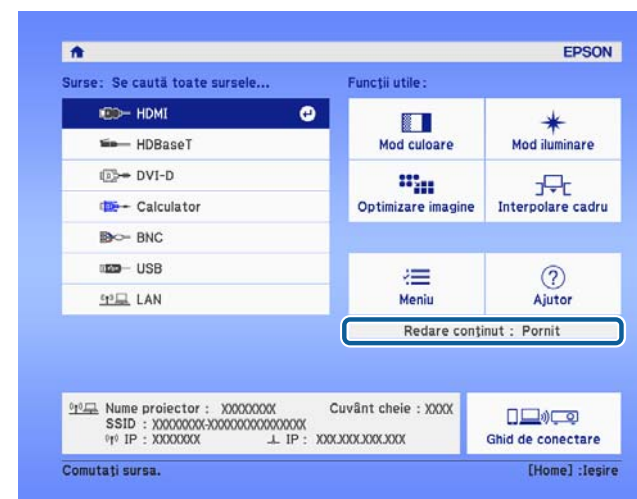 EPSON
Surse: Se caută toate sursele...
Funcții utile:
HDMI
HDBaseT
DVI-D
Calculator
BNC
USB
LAN
Mod culoare
Mod iluminare
Optimizare imagine
Interpolare cadru
Meniu
Ajutor
Redare conținut : Pornit
Nume proiector : XXXXXXXX
Cuvânt cheie : XXXX
SSID : XXXXXXXX-XXXXXXXXXXXXXXX
IP : XXXXXXX
IP : XXX.XXX.XXX.XXX
Ghid de conectare
Comutați sursa.
[Home] :Ieșire